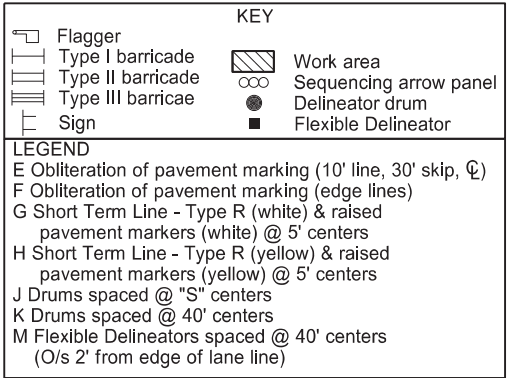 KEY
Flagger
Type I barricade
Type II barricade
Type III barricae
Sign
Work area
Sequencing arrow panel
Delineator drum
Flexible Delineator
LEGEND
E Obliteration of pavement marking (10' line, 30' skip, ℄)
F Obliteration of pavement marking (edge lines)
G Short Term Line - Type R (white) & raised
pavement markers (white) @ 5' centers
H Short Term Line - Type R (yellow) & raised
pavement markers (yellow) @ 5' centers
J Drums spaced @ "S" centers
K Drums spaced @ 40' centers
M Flexible Delineators spaced @ 40' centers
(O/s 2' from edge of lane line)